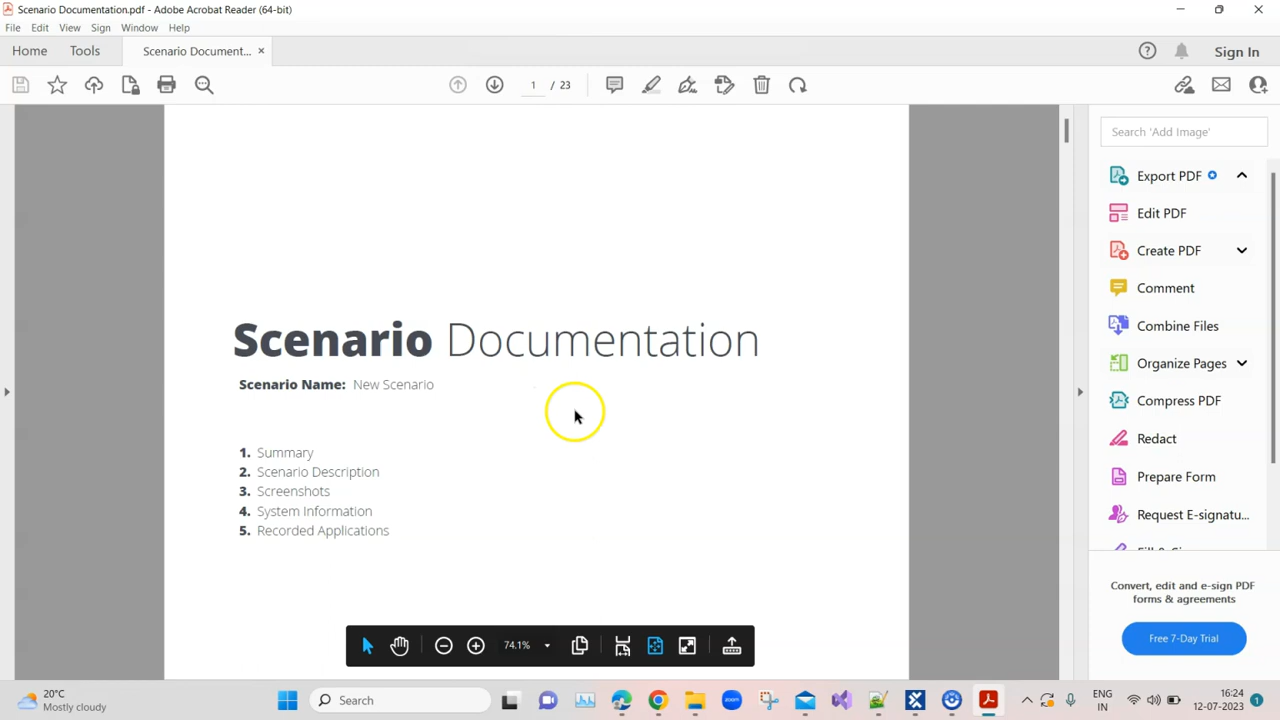 Scenario Documentation.pdf - Adobe Acrobat Reader (64-bit)
File Edit View Sign Window Help
Home Tools Scenario Document... × Sign In
1 / 23
Search 'Add Image'
Export PDF
Edit PDF
Create PDF
Comment
Combine Files
Organize Pages
Compress PDF
Redact
Prepare Form
Request E-signatu...
Convert, edit and e-sign PDF
forms & agreements
Free 7-Day Trial
Scenario Documentation
Scenario Name: New Scenario
1. Summary
2. Scenario Description
3. Screenshots
4. System Information
5. Recorded Applications
74.1%
20°C
Mostly cloudy
Search
ENG
IN
16:24
12-07-2023
1